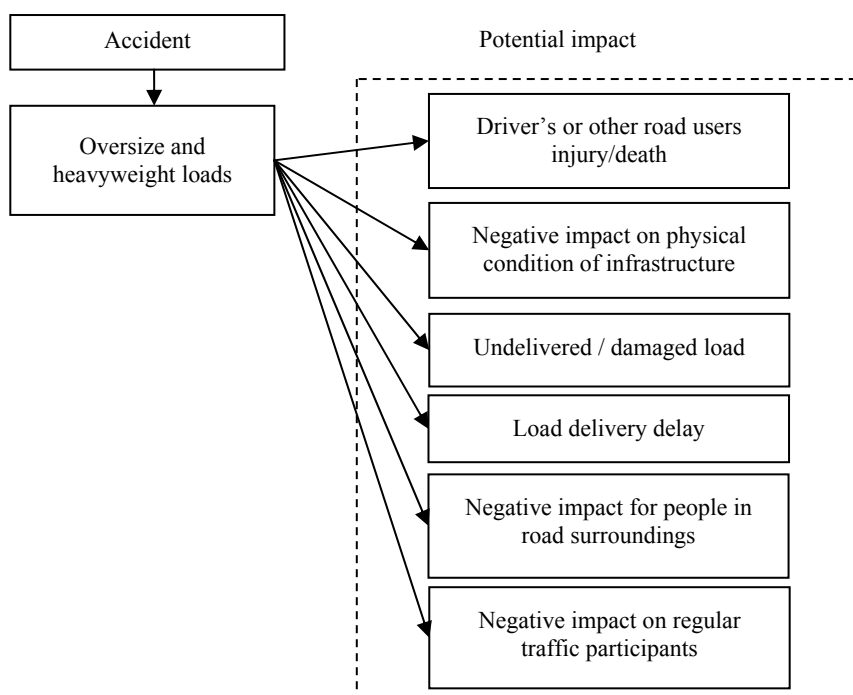 Accident
Potential impact
Oversize and
heavyweight loads
Driver’s or other road users
injury/death
Negative impact on physical
condition of infrastructure
Undelivered / damaged load
Load delivery delay
Negative impact for people in
road surroundings
Negative impact on regular
traffic participants